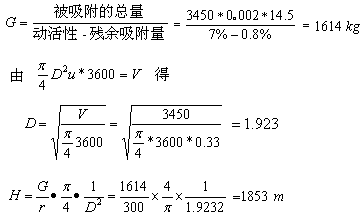 G = 被吸附的总量 / 动活性 - 残余吸附量 = 3450*0.002*14.5 / 7% - 0.8% = 1614 kg
由 π/4 D²u*3600 = V 得
D = √(V / (π/4 3600)) = √(3450 / (π/4 *3600*0.33)) = 1.923
H = G/r • π/4 • 1/D² = 1614/300 × 4/π × 1/1.9232 =1853 m